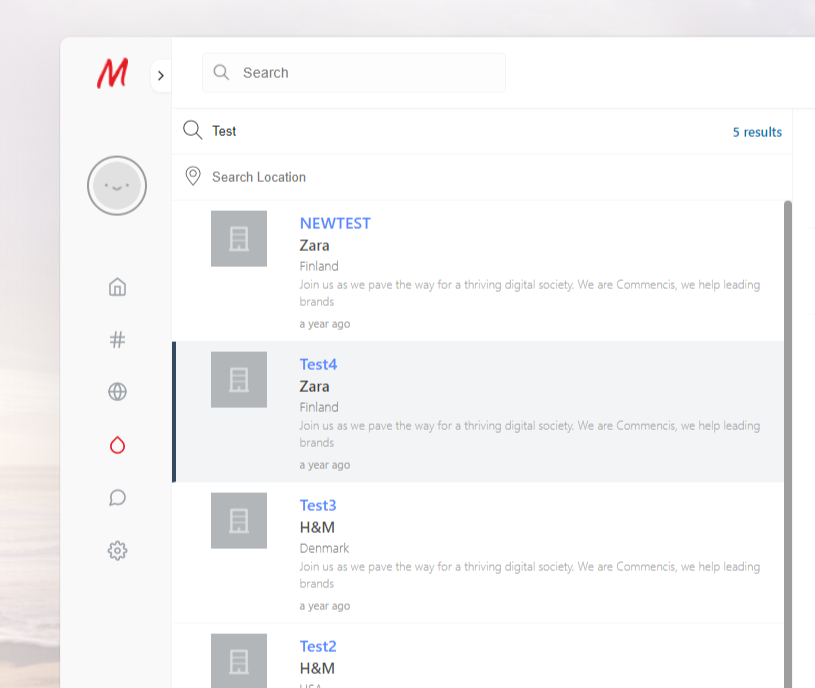 M
Search
Test
5 results
Search Location
NEWTEST
Zara
Finland
Join us as we pave the way for a thriving digital society. We are Commencis, we help leading
brands
a year ago
Test4
Zara
Finland
Join us as we pave the way for a thriving digital society. We are Commencis, we help leading
brands
a year ago
Test3
H&M
Denmark
Join us as we pave the way for a thriving digital society. We are Commencis, we help leading
brands
a year ago
Test2
H&M